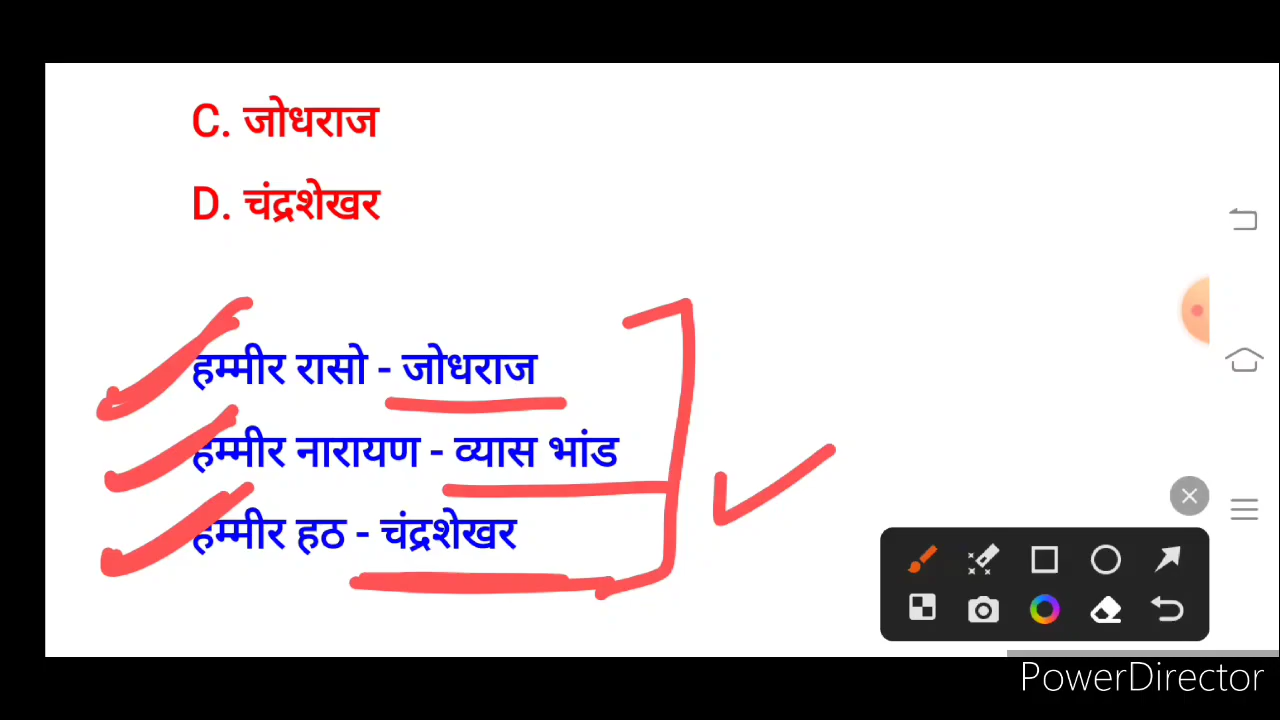 C. जोधराज
D. चंद्रशेखर
हम्मीर रासो - जोधराज
हम्मीर नारायण - व्यास भांड
हम्मीर हठ - चंद्रशेखर
PowerDirector